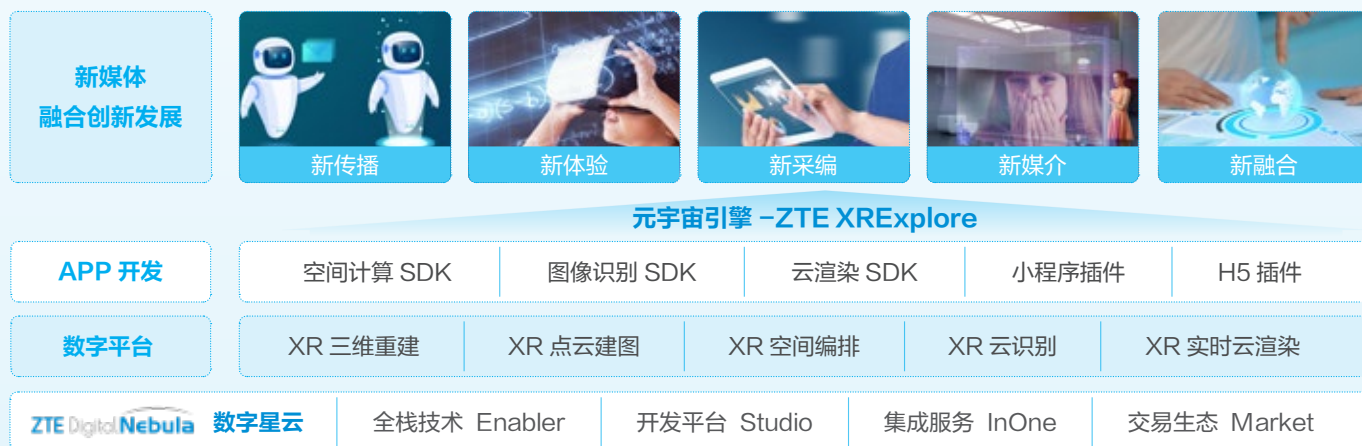 新媒体
融合创新发展
新传播
新体验
新采编
新媒介
新融合
元宇宙引擎 –ZTE XRExplore
APP 开发
空间计算 SDK
图像识别 SDK
云渲染 SDK
小程序插件
H5 插件
数字平台
XR 三维重建
XR 点云建图
XR 空间编排
XR 云识别
XR 实时云渲染
ZTE Digital Nebula 数字星云
全栈技术 Enabler
开发平台 Studio
集成服务 InOne
交易生态 Market